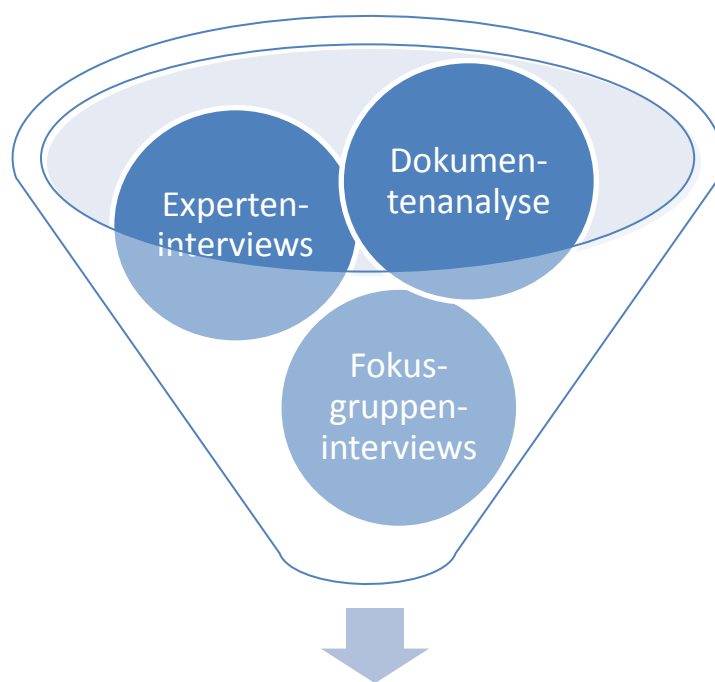 Experten-
interviews
Dokumen-
tenanalyse
Fokus-
gruppen-
interviews